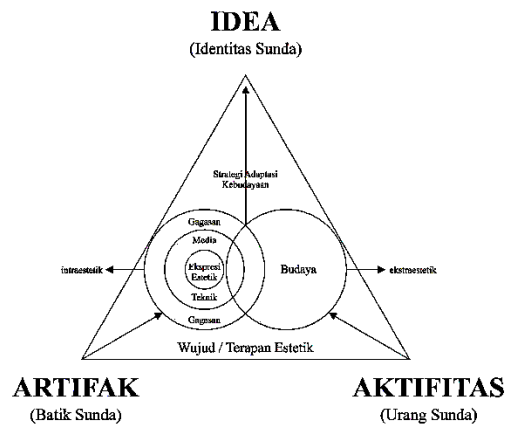 IDEA
(Identitas Sunda)
Strategi Adaptasi
Kebudayaan
Gagasan
Media
Ekspresi
Estetik
Teknik
Gagasan
Budaya
intraestetik
ekstraestetik
Wujud / Terapan Estetik
ARTIFAK
(Batik Sunda)
AKTIFITAS
(Urang Sunda)